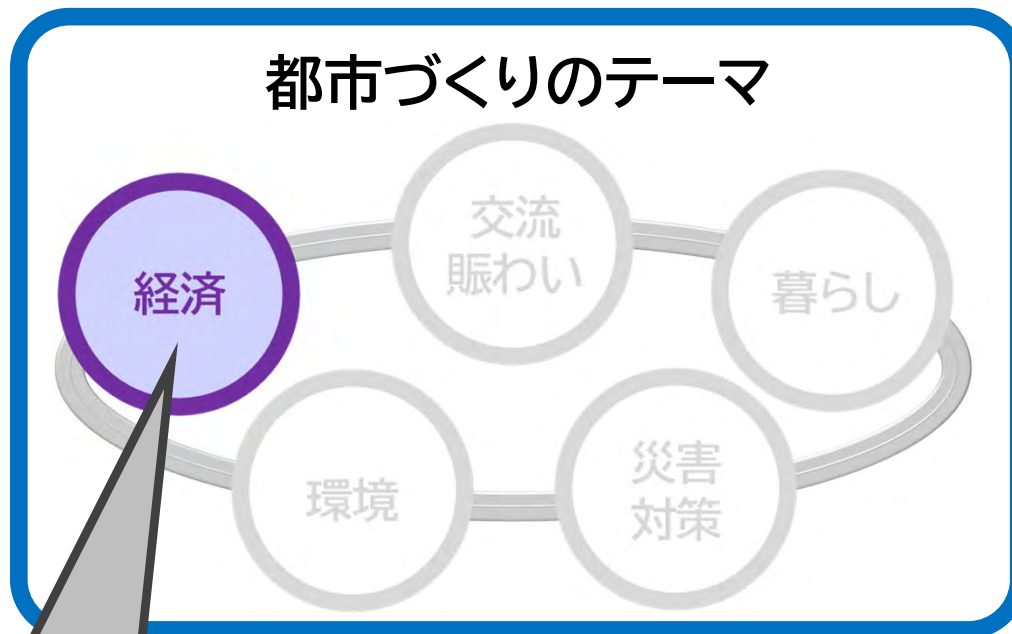 都市づくりのテーマ
経済
交流
賑わい
暮らし
環境
災害
対策